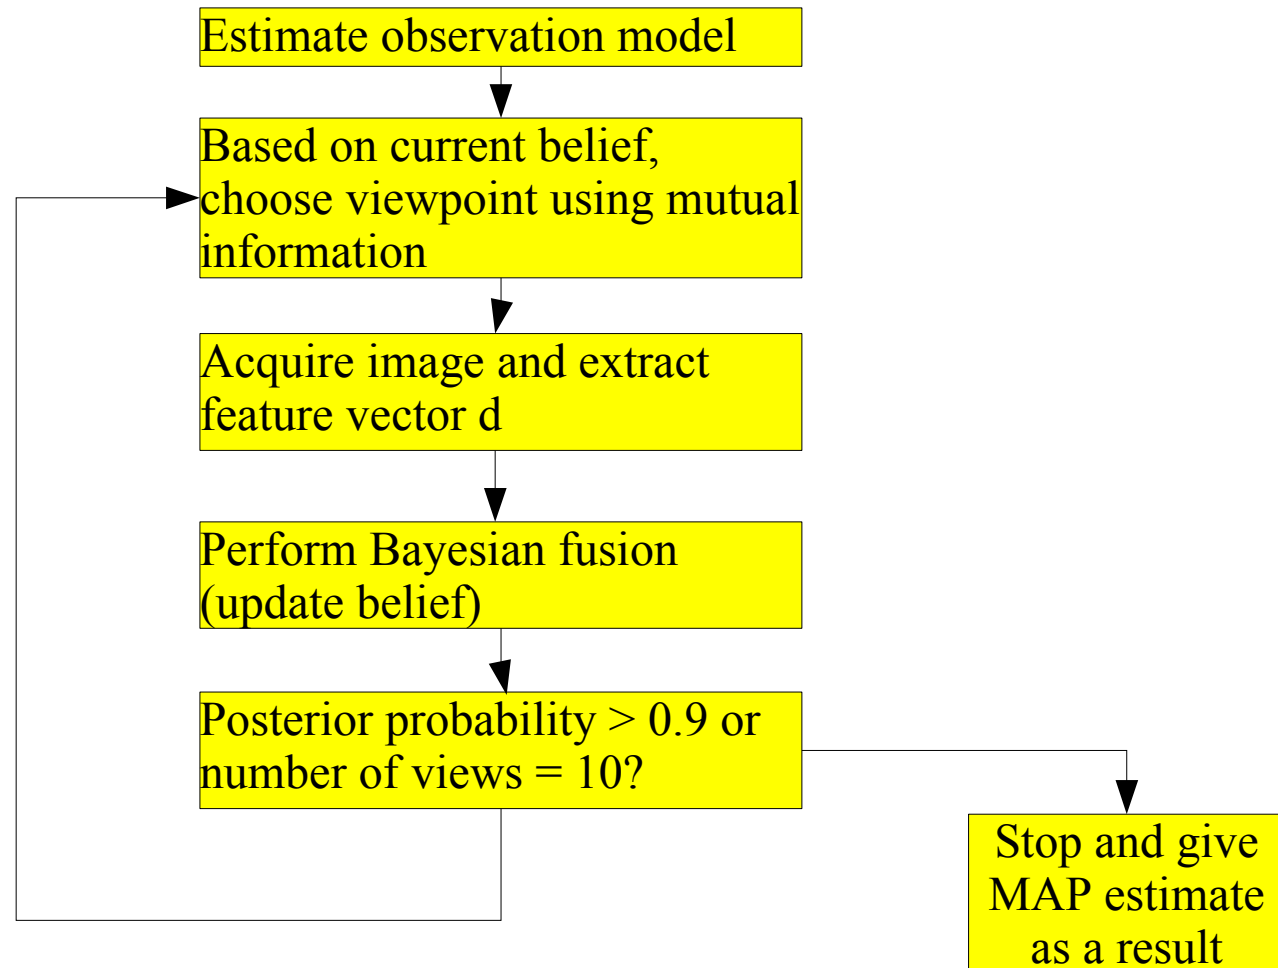 Estimate observation model
Based on current belief,
choose viewpoint using mutual
information
Acquire image and extract
feature vector d
Perform Bayesian fusion
(update belief)
Posterior probability > 0.9 or
number of views = 10?
Stop and give
MAP estimate
as a result